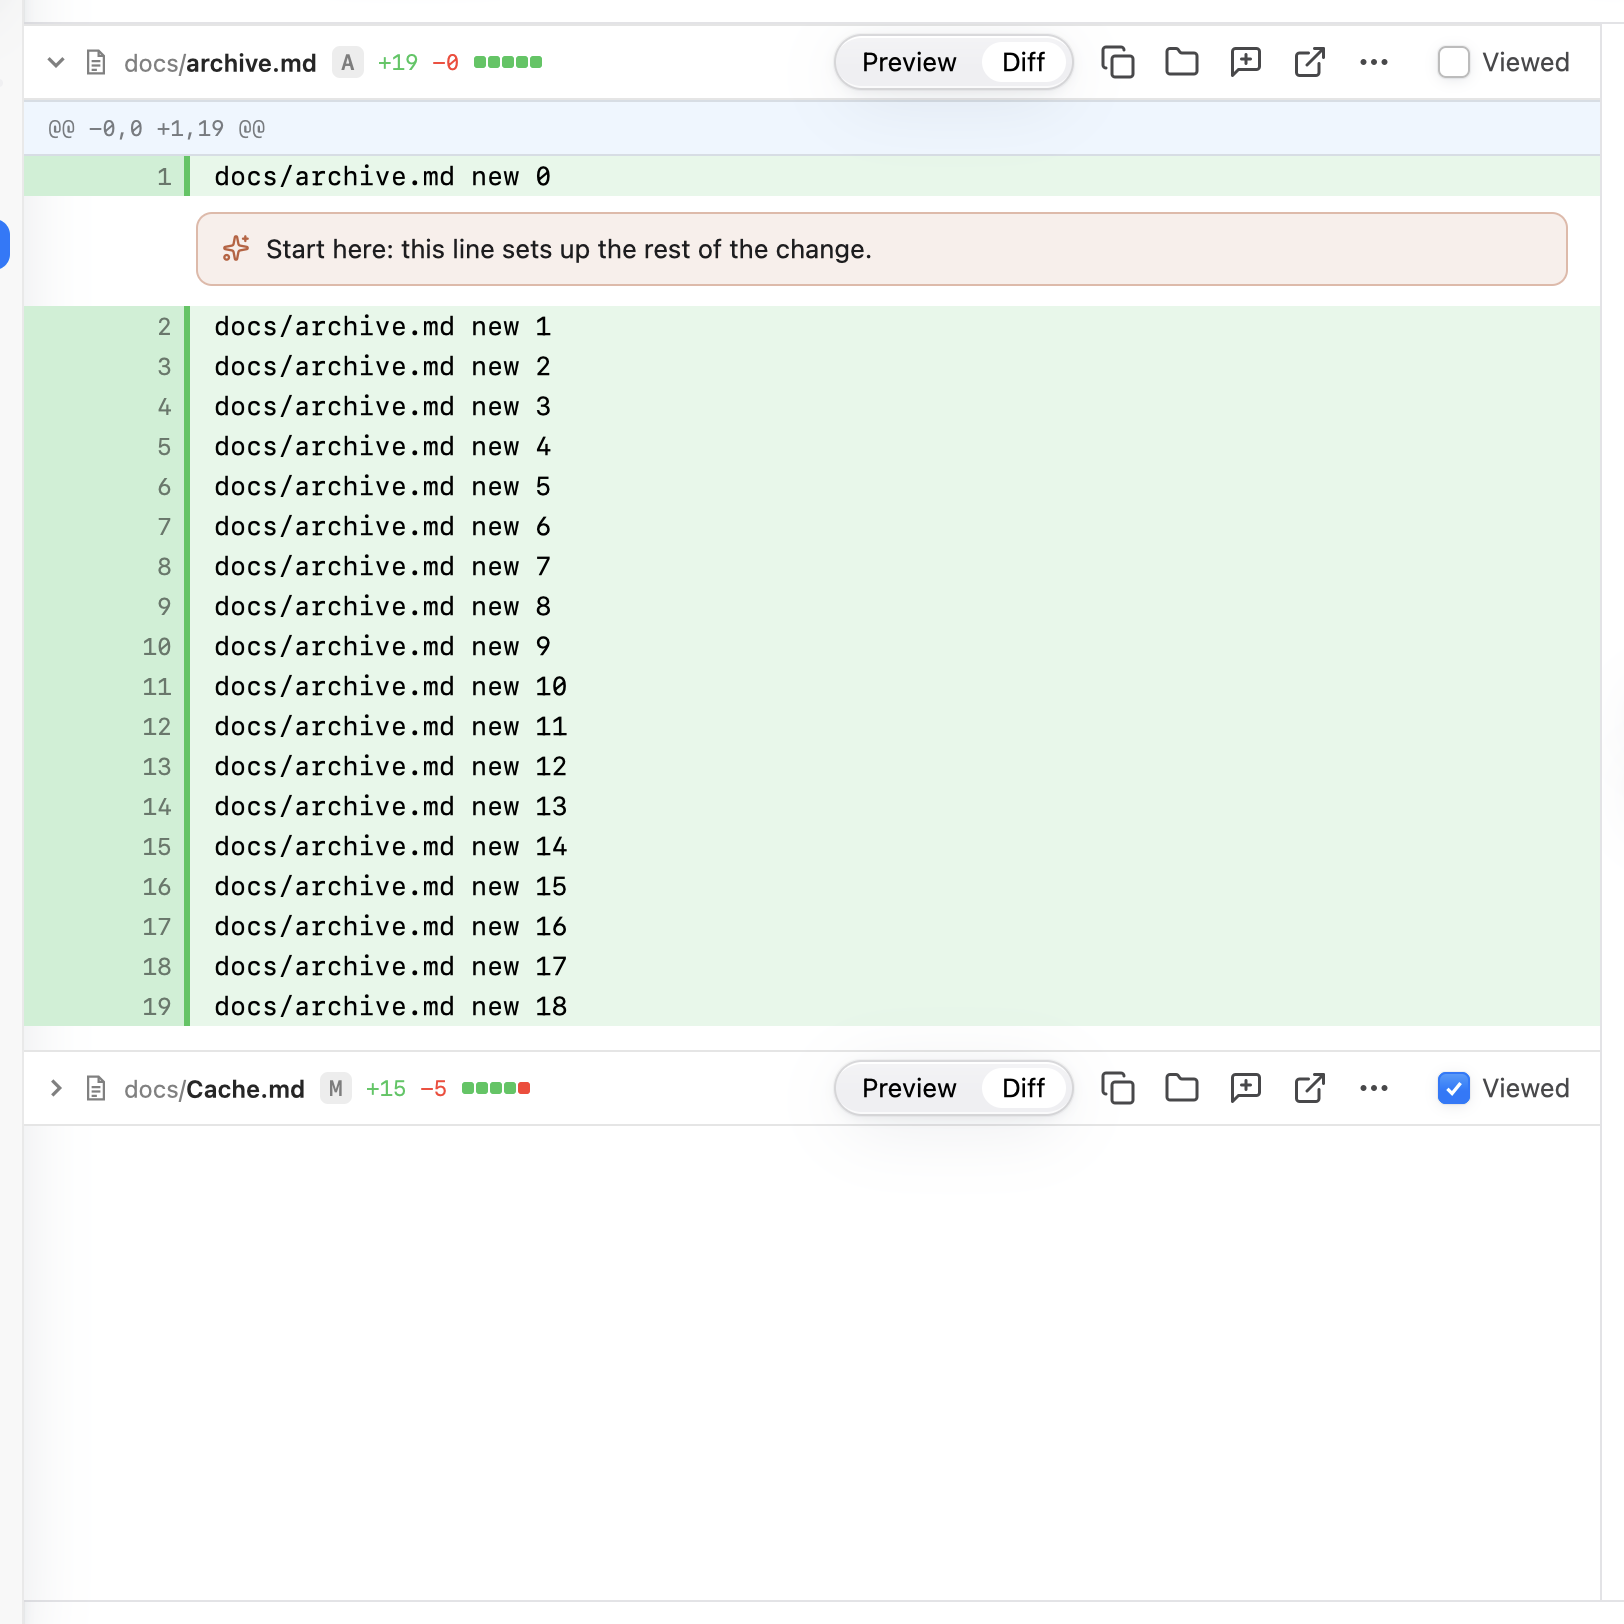 docs/archive.md A +19 −0 Preview Diff Viewed
@@ −0,0 +1,19 @@
1 docs/archive.md new 0
Start here: this line sets up the rest of the change.
2 docs/archive.md new 1
3 docs/archive.md new 2
4 docs/archive.md new 3
5 docs/archive.md new 4
6 docs/archive.md new 5
7 docs/archive.md new 6
8 docs/archive.md new 7
9 docs/archive.md new 8
10 docs/archive.md new 9
11 docs/archive.md new 10
12 docs/archive.md new 11
13 docs/archive.md new 12
14 docs/archive.md new 13
15 docs/archive.md new 14
16 docs/archive.md new 15
17 docs/archive.md new 16
18 docs/archive.md new 17
19 docs/archive.md new 18
docs/Cache.md M +15 −5 Preview Diff Viewed